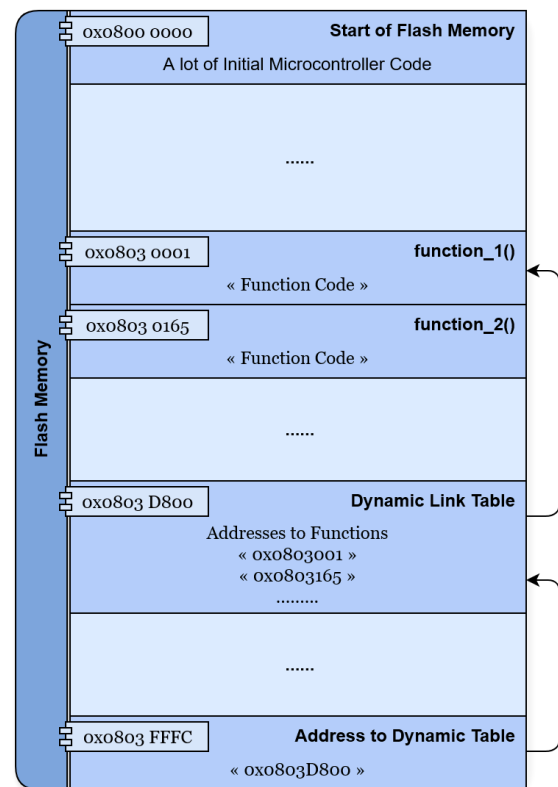 0x0800 0000
Start of Flash Memory
A lot of Initial Microcontroller Code
......
0x0803 0001
function_1()
« Function Code »
0x0803 0165
function_2()
« Function Code »
......
Flash Memory
0x0803 D800
Dynamic Link Table
Addresses to Functions
« 0x0803001 »
« 0x0803165 »
.........
......
0x0803 FFFC
Address to Dynamic Table
« 0x0803D800 »